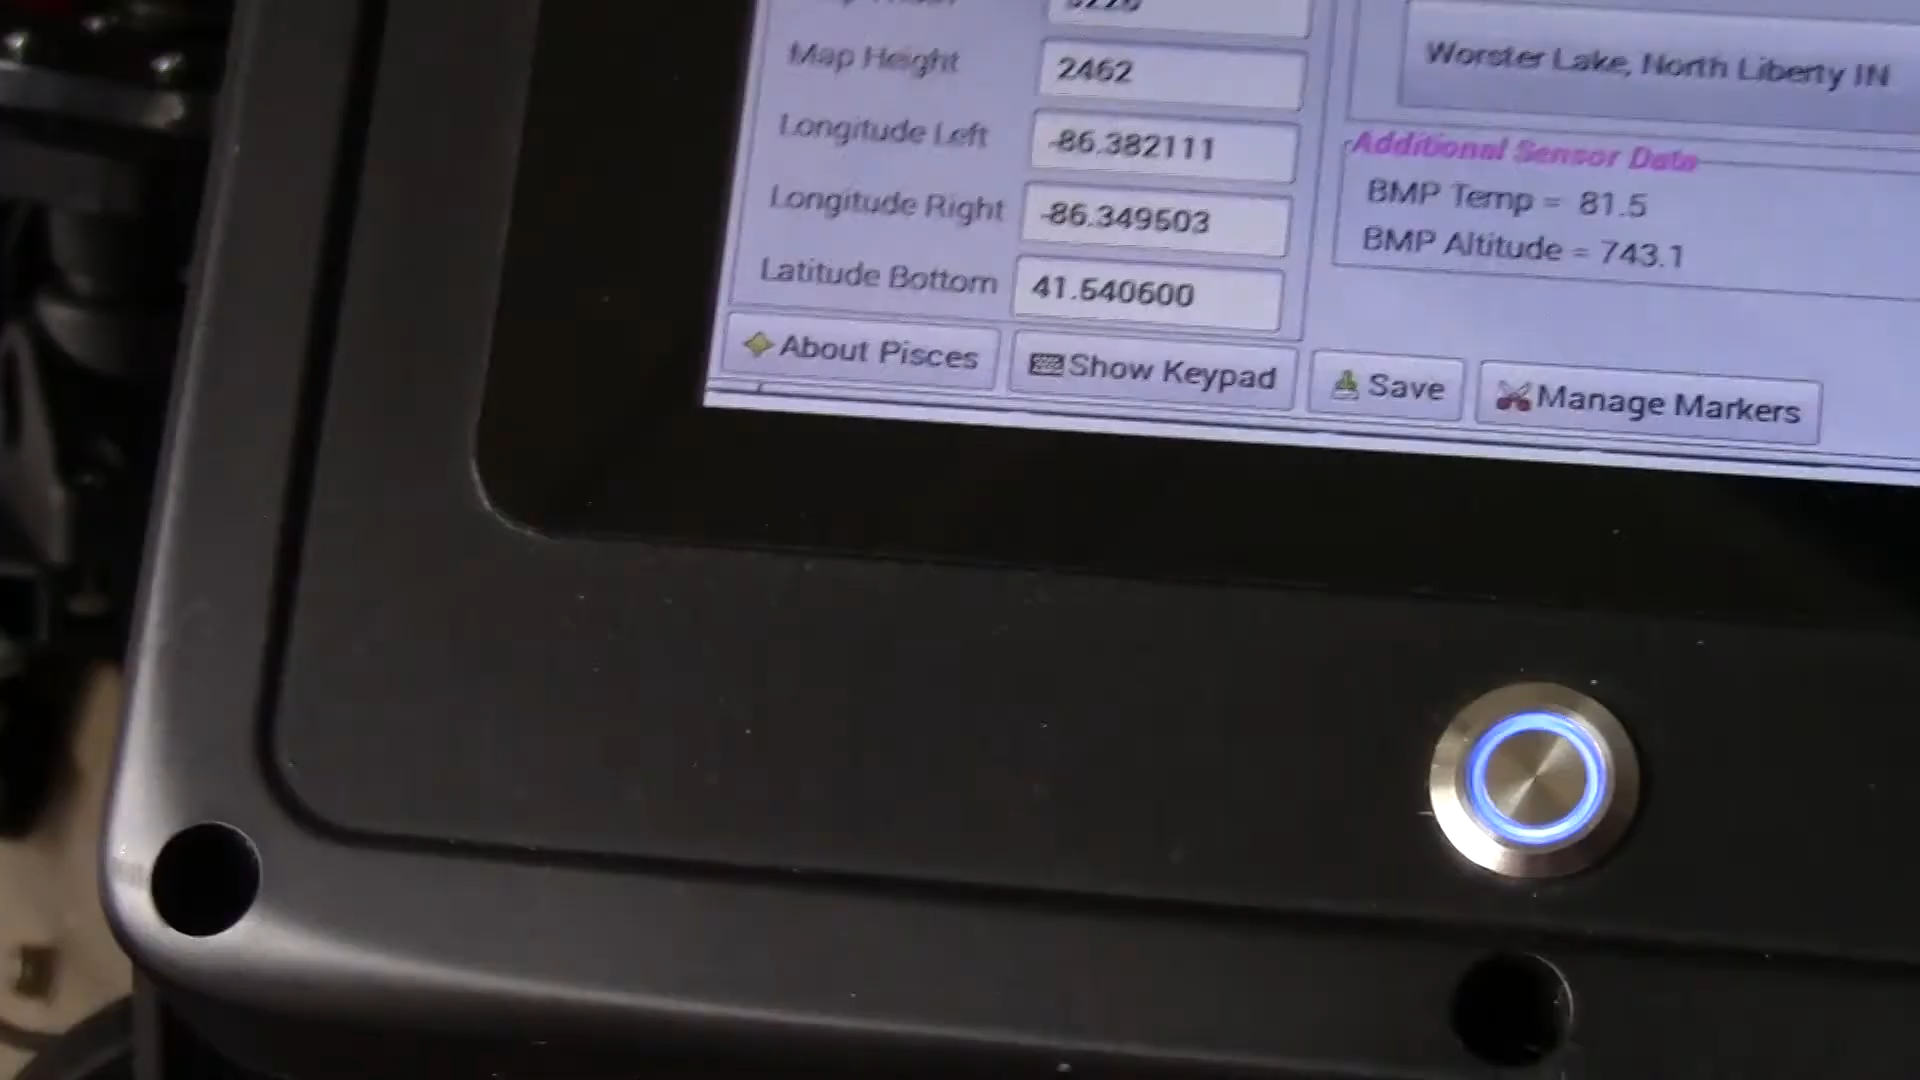 Map Height 2462
Longitude Left -86.382111
Longitude Right -86.349503
Latitude Bottom 41.540600
About Pisces Show Keypad Save Manage Markers
Worster Lake, North Liberty IN
Additional Sensor Data
BMP Temp = 81.5
BMP Altitude = 743.1